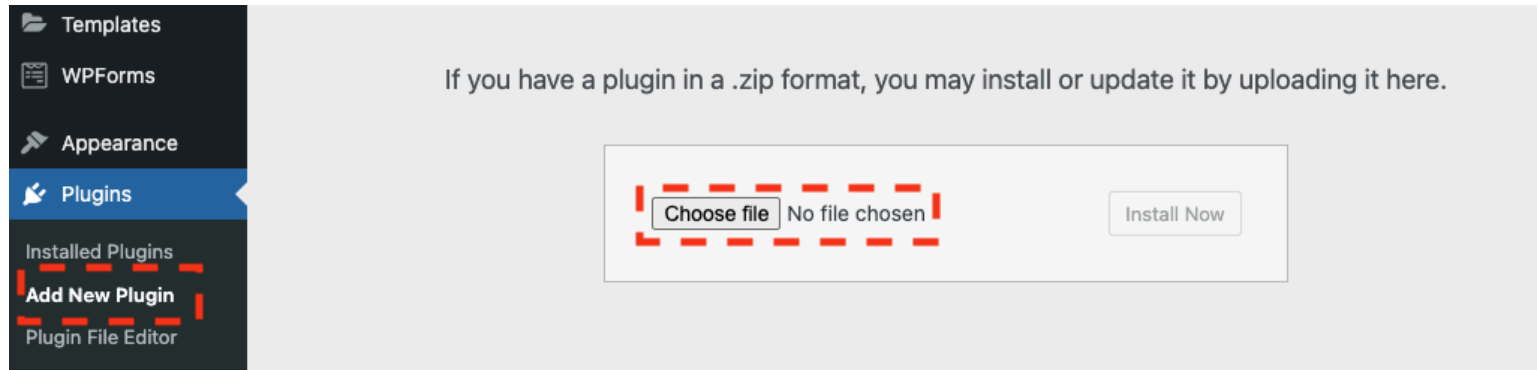 Templates
WPForms
Appearance
Plugins
Installed Plugins
Add New Plugin
Plugin File Editor
If you have a plugin in a .zip format, you may install or update it by uploading it here.
Choose file No file chosen
Install Now